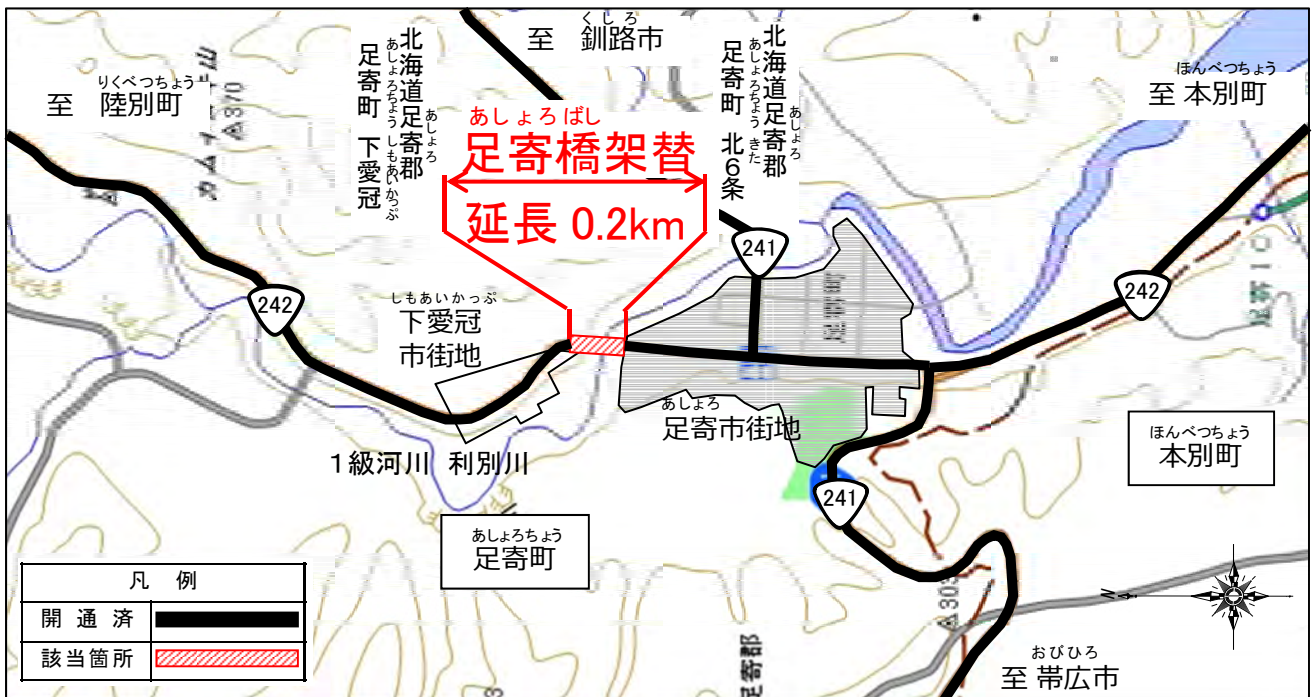 くしろ
至 釧路市
りくべつちょう
至 陸別町
ほんべつちょう
至 本別町
北海道足寄郡
あしょろ
足寄町 下愛冠
あしょろちょう しもあいかっぷ
北海道足寄郡
あしょろ
足寄町 北6条
あしょろちょう きた
あしょろばし
足寄橋架替
延長 0.2km
△370
241
242
242
しもあいかっぷ
下愛冠
市街地
あしょろ
足寄市街地
1級河川 利別川
241
ほんべつちょう
本別町
あしょろちょう
足寄町
凡 例
開通済
該当箇所
足寄郡
N
おびひろ
至 帯広市